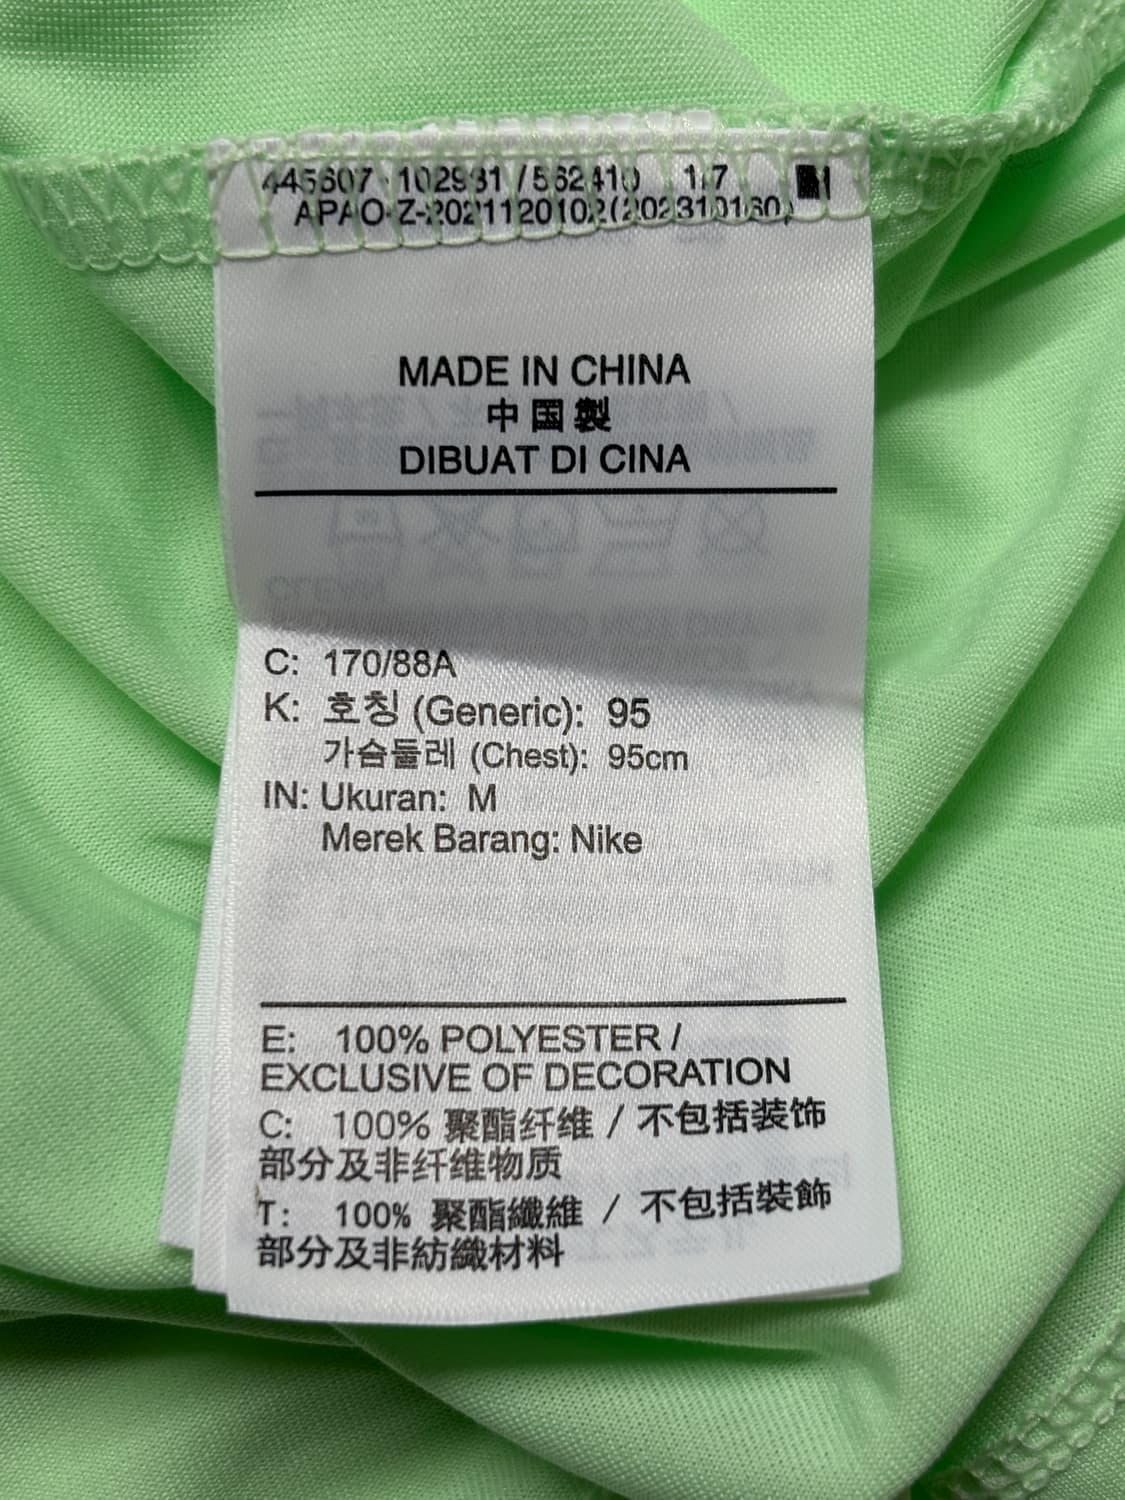 445607-102931 / 562410 1/7
APAO-Z-2021120102(202310160)
MADE IN CHINA
中国製
DIBUAT DI CINA
C: 170/88A
K: 호칭 (Generic): 95
가슴둘레 (Chest): 95cm
IN: Ukuran: M
Merek Barang: Nike
E: 100% POLYESTER /
EXCLUSIVE OF DECORATION
C: 100% 聚酯纤维 / 不包括装饰
部分及非纤维物质
T: 100% 聚酯纖維 / 不包括裝飾
部分及非紡織材料